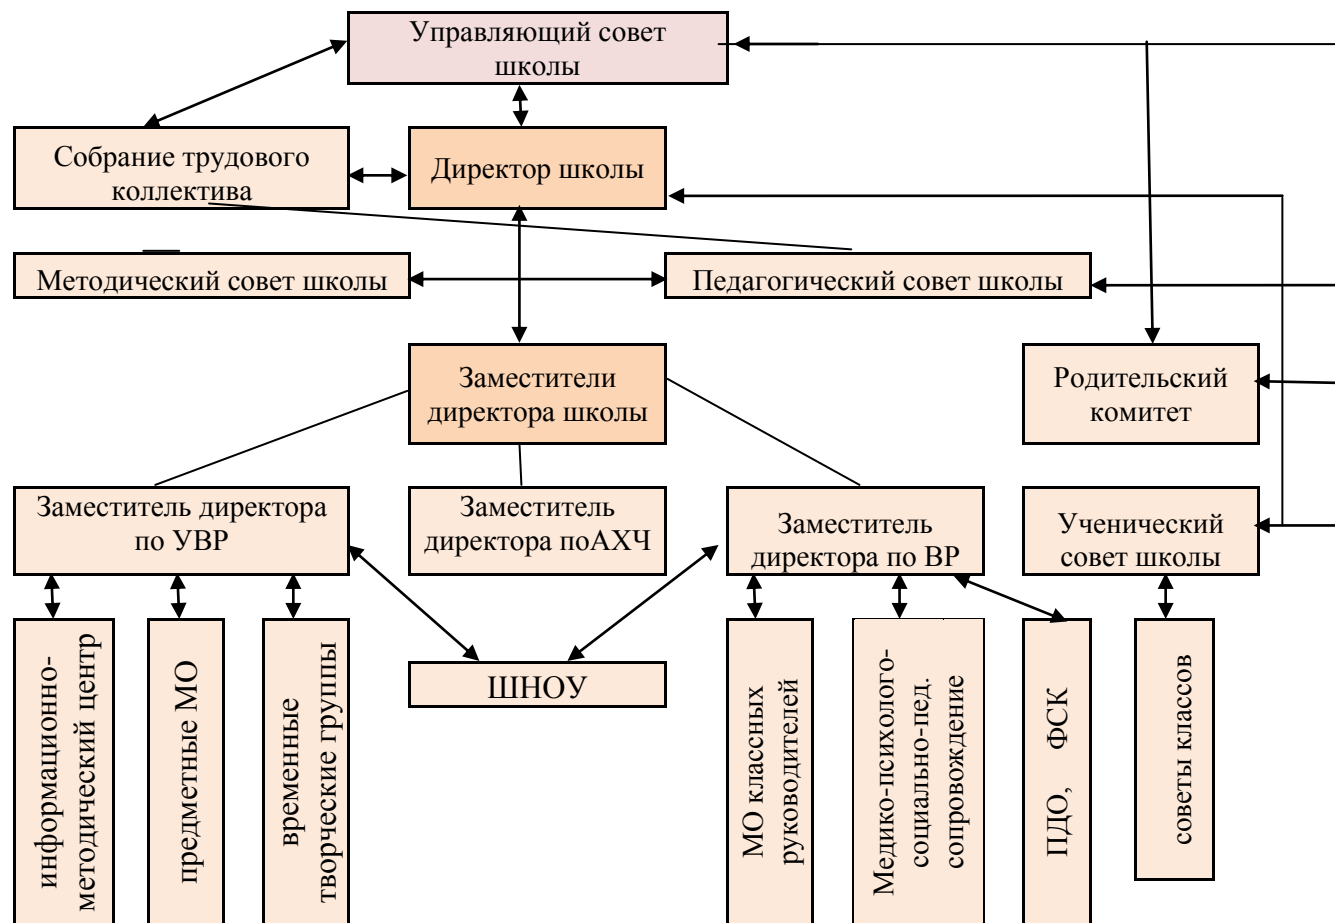 Управляющий совет
школы
Собрание трудового
коллектива
Директор школы
Методический совет школы
Педагогический совет школы
Заместители
директора школы
Родительский
комитет
Заместитель директора
по УВР
Заместитель
директора поАХЧ
Заместитель
директора по ВР
Ученический
совет школы
информационно-
методический центр
предметные МО
временные
творческие группы
ШНОУ
МО классных
руководителей
Медико-психолого-
социально-пед.
сопровождение
ПДО, ФСК
советы классов